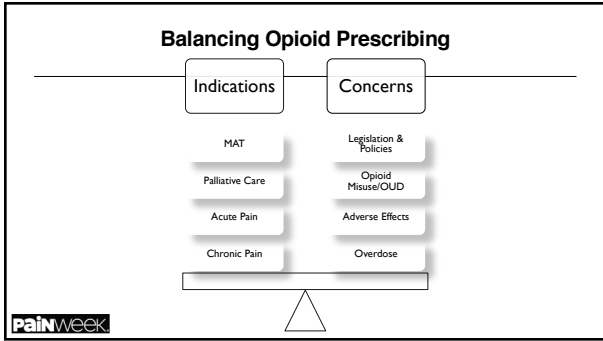 Balancing Opioid Prescribing
Indications
Concerns
MAT
Legislation &
Policies
Palliative Care
Opioid
Misuse/OUD
Acute Pain
Adverse Effects
Chronic Pain
Overdose
PaiNWeeK.